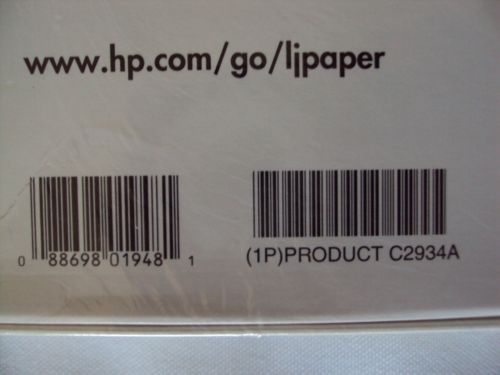 www.hp.com/go/ljpaper
0 88698 01948 1
(1P)PRODUCT C2934A